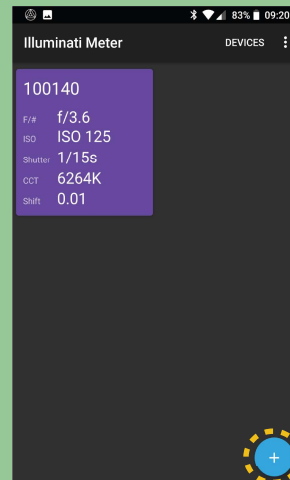 83% 09:20
Illuminati Meter DEVICES
100140
F/# f/3.6
ISO ISO 125
Shutter 1/15s
CCT 6264K
Shift 0.01
+